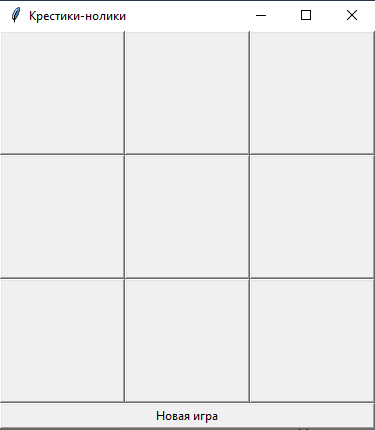 Крестики-нолики
Новая игра